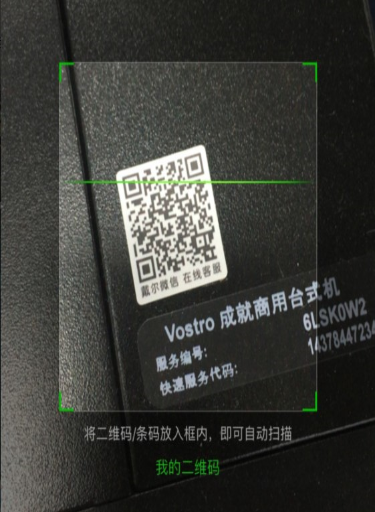 戴尔微信 在线客服
Vostro 成就商用台式机
服务编号:
6LSK0W2
快速服务代码:
1437844723
将二维码/条码放入框内，即可自动扫描
我的二维码